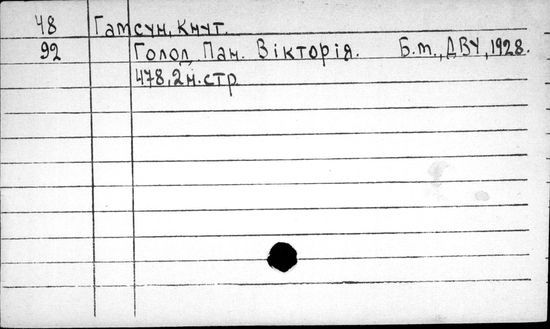 48 Гамсун, Кнут.
92 Голод, Пан. Вікторія. Б.м., ДВУ, 1928.
478, 2 н. стр